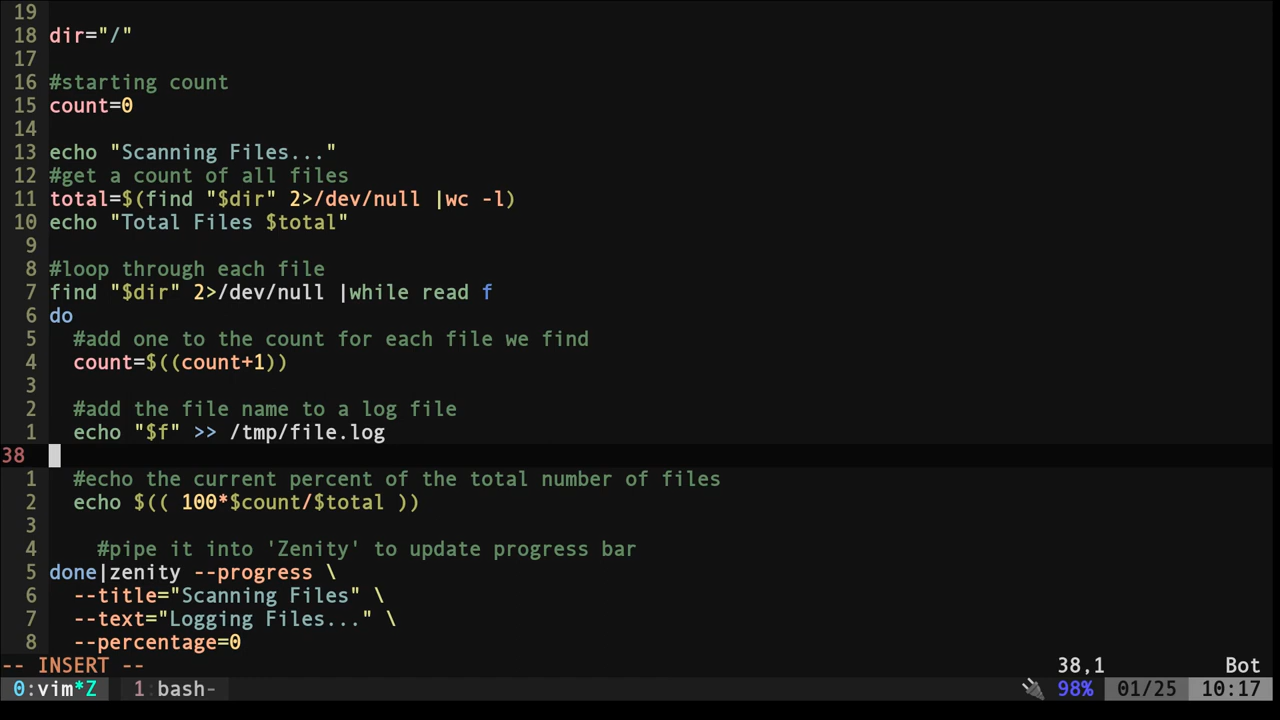 19
18 dir="/"
17
16 #starting count
15 count=0
14
13 echo "Scanning Files..."
12 #get a count of all files
11 total=$(find "$dir" 2>/dev/null |wc -l)
10 echo "Total Files $total"
9
8 #loop through each file
7 find "$dir" 2>/dev/null |while read f
6 do
5   #add one to the count for each file we find
4   count=$((count+1))
3
2   #add the file name to a log file
1   echo "$f" >> /tmp/file.log
38
1   #echo the current percent of the total number of files
2   echo $(( 100*$count/$total ))
3
4     #pipe it into 'Zenity' to update progress bar
5 done|zenity --progress \
6   --title="Scanning Files" \
7   --text="Logging Files..." \
8   --percentage=0
-- INSERT -- 38,1 Bot
0:vim*Z 1:bash- 98% 01/25 10:17